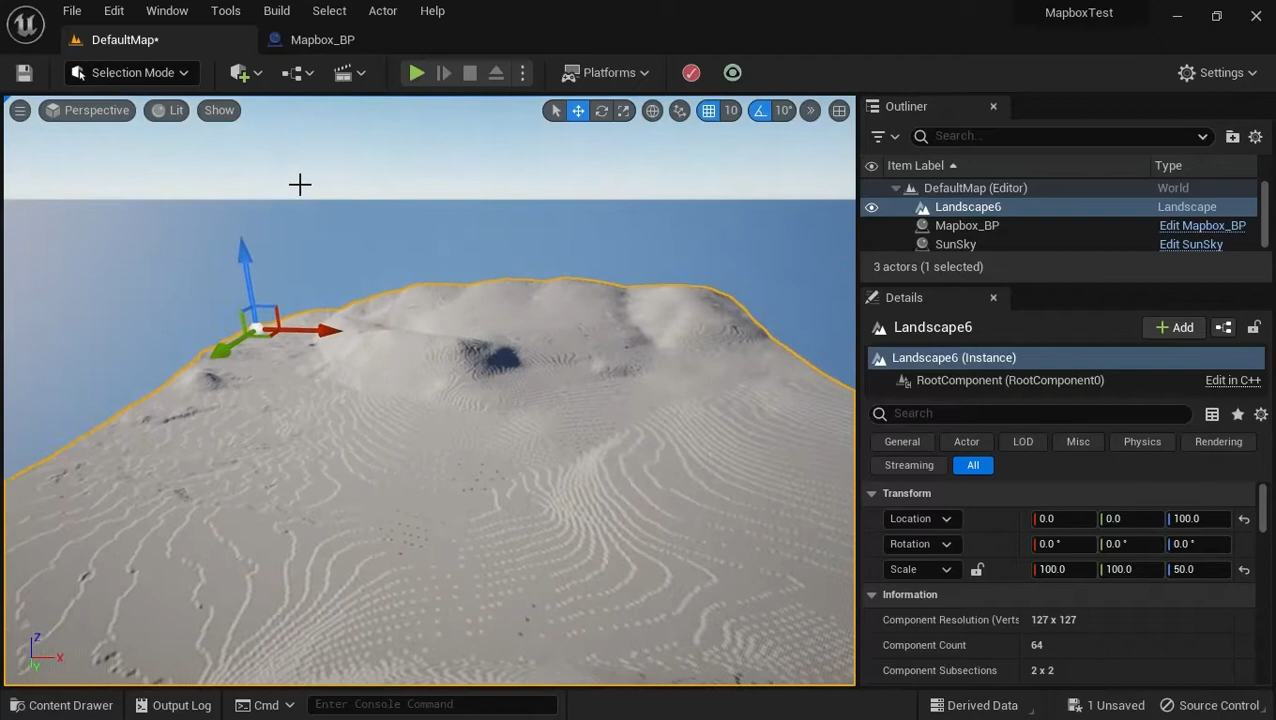 File Edit Window Tools Build Select Actor Help
MapboxTest
DefaultMap*
Mapbox_BP
Selection Mode
Platforms
Settings
Perspective
Lit
Show
10
10°
Outliner
Search...
Item Label
Type
DefaultMap (Editor)
World
Landscape6
Landscape
Mapbox_BP
Edit Mapbox_BP
SunSky
Edit SunSky
3 actors (1 selected)
Details
Landscape6
Add
Landscape6 (Instance)
RootComponent (RootComponent0)
Edit in C++
Search
General
Actor
LOD
Misc
Physics
Rendering
Streaming
All
Transform
Location
0.0
0.0
100.0
Rotation
0.0 °
0.0 °
0.0 °
Scale
100.0
100.0
50.0
Information
Component Resolution (Verts
127 x 127
Component Count
64
Component Subsections
2 x 2
Z
X
Y
Content Drawer
Output Log
Cmd
Enter Console Command
Derived Data
1 Unsaved
Source Control